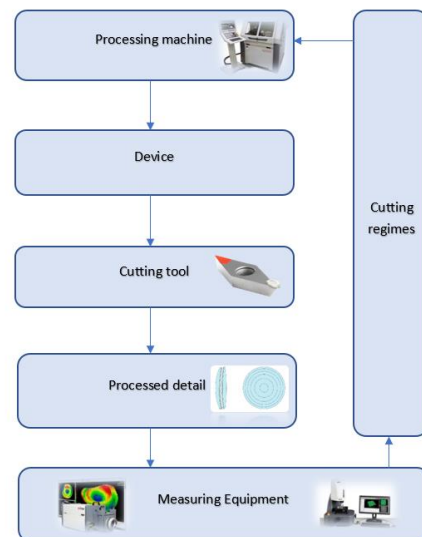 Processing machine
Device
Cutting tool
Processed detail
Measuring Equipment
Cutting
regimes